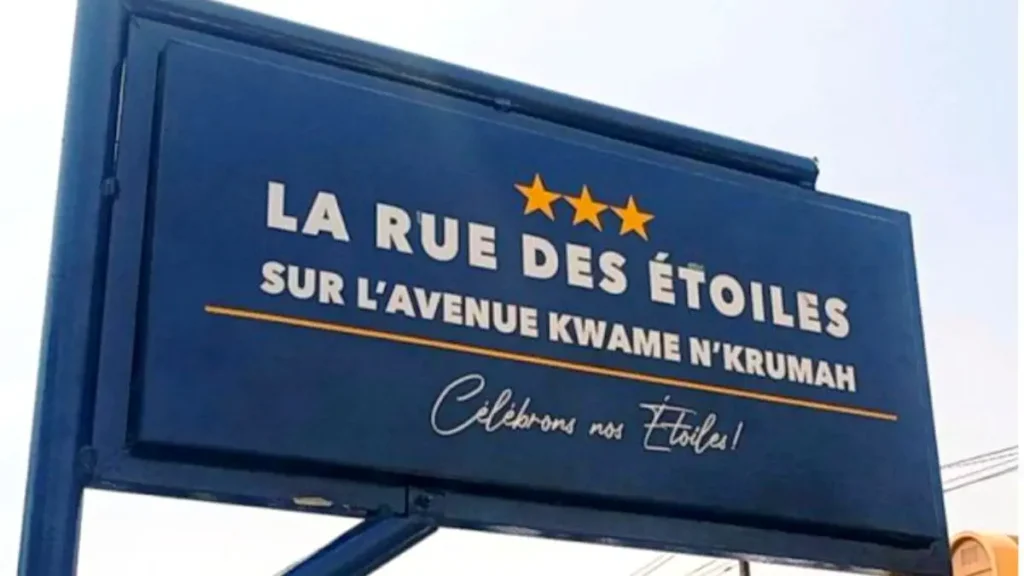 LA RUE DES ÉTOILES
SUR L'AVENUE KWAME N'KRUMAH
Célébrons nos Étoiles!